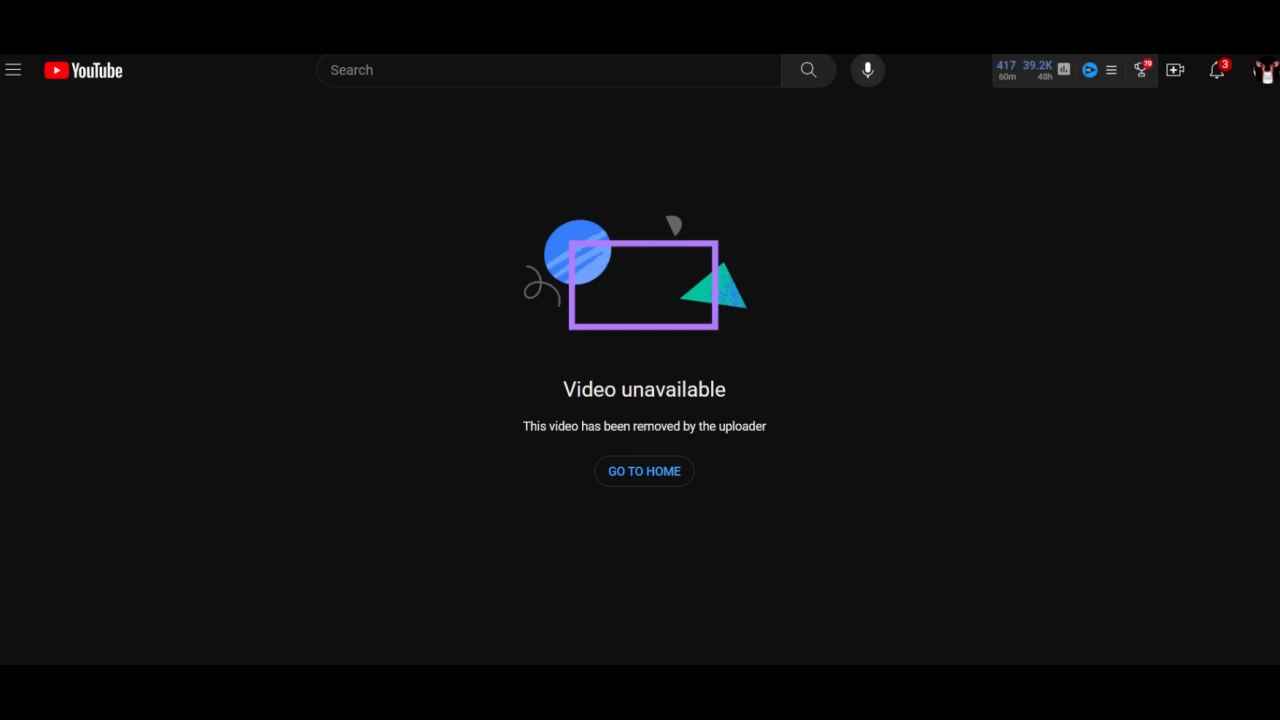 YouTube
Search
417 39.2K
60m 48h
70
3
Video unavailable
This video has been removed by the uploader
GO TO HOME